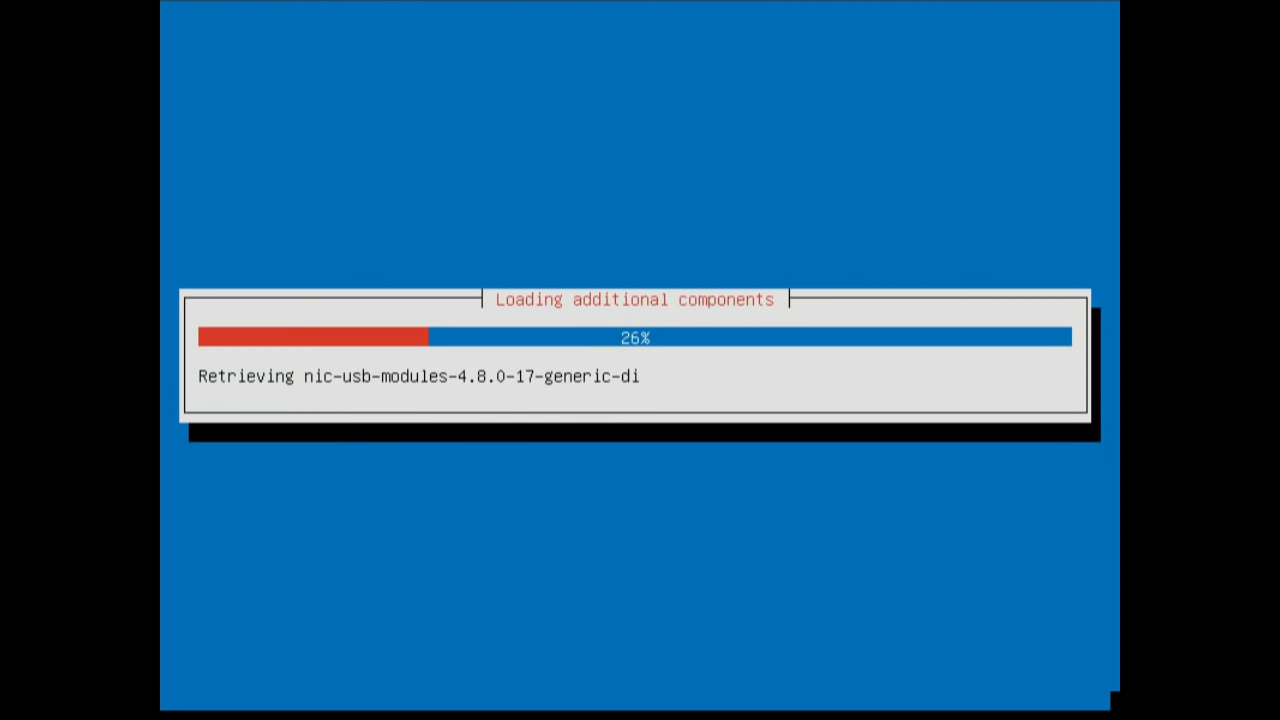 Loading additional components
26%
Retrieving nic-usb-modules-4.8.0-17-generic-di